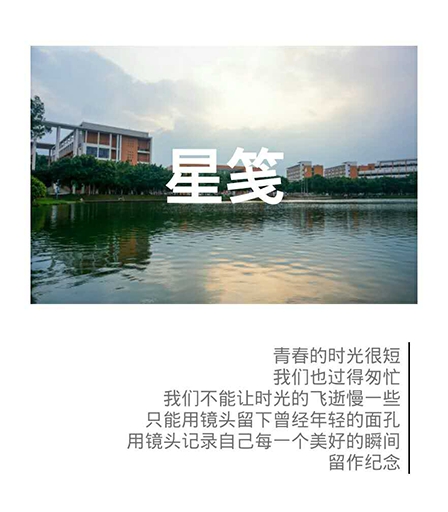 星笺
青春的时光很短
我们也过得匆忙
我们不能让时光的飞逝慢一些
只能用镜头留下曾经年轻的面孔
用镜头记录自己每一个美好的瞬间
留作纪念